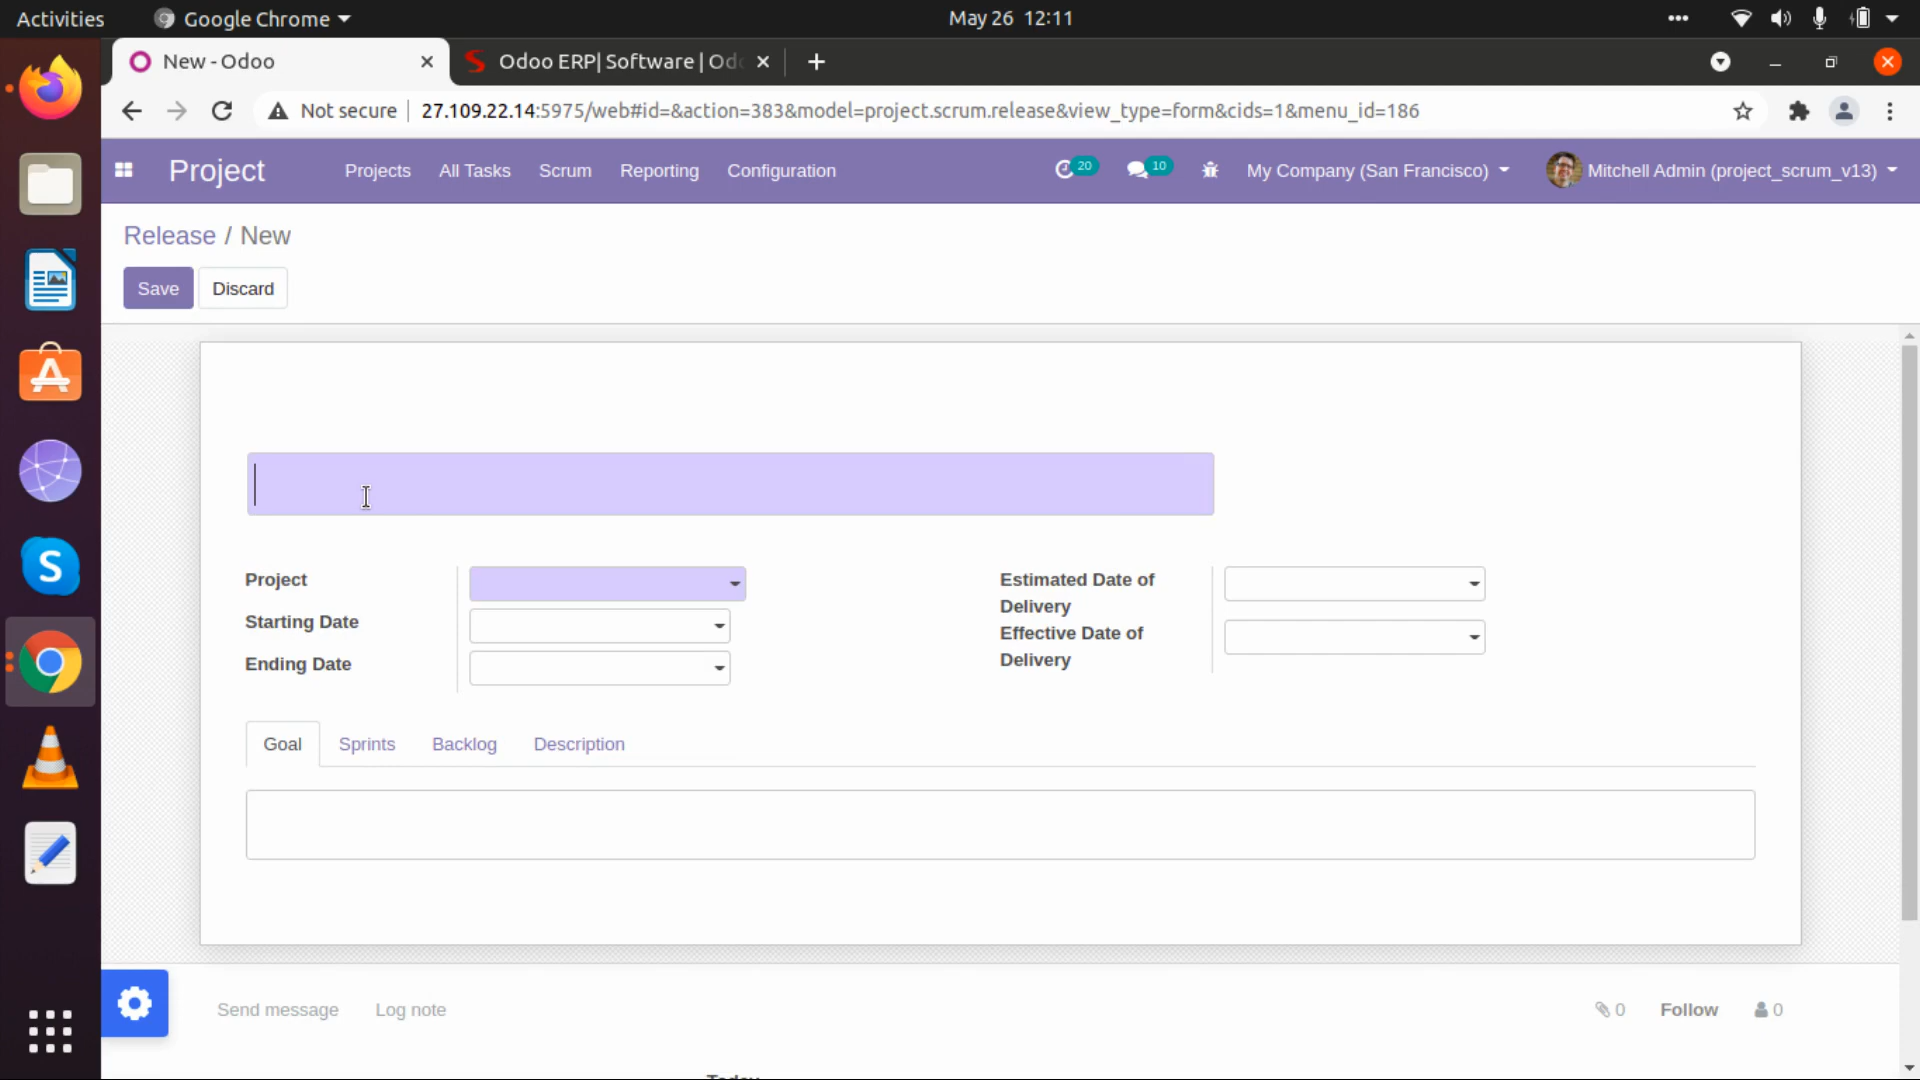 Activities
Google Chrome
May 26 12:11
New - Odoo
Odoo ERP| Software | Odo
Not secure
27.109.22.14:5975/web#id=&action=383&model=project.scrum.release&view_type=form&cids=1&menu_id=186
Project
Projects
All Tasks
Scrum
Reporting
Configuration
20
10
My Company (San Francisco)
Mitchell Admin (project_scrum_v13)
Release / New
Save
Discard
Project
Starting Date
Ending Date
Estimated Date of
Delivery
Effective Date of
Delivery
Goal
Sprints
Backlog
Description
Send message
Log note
0
Follow
0
Today